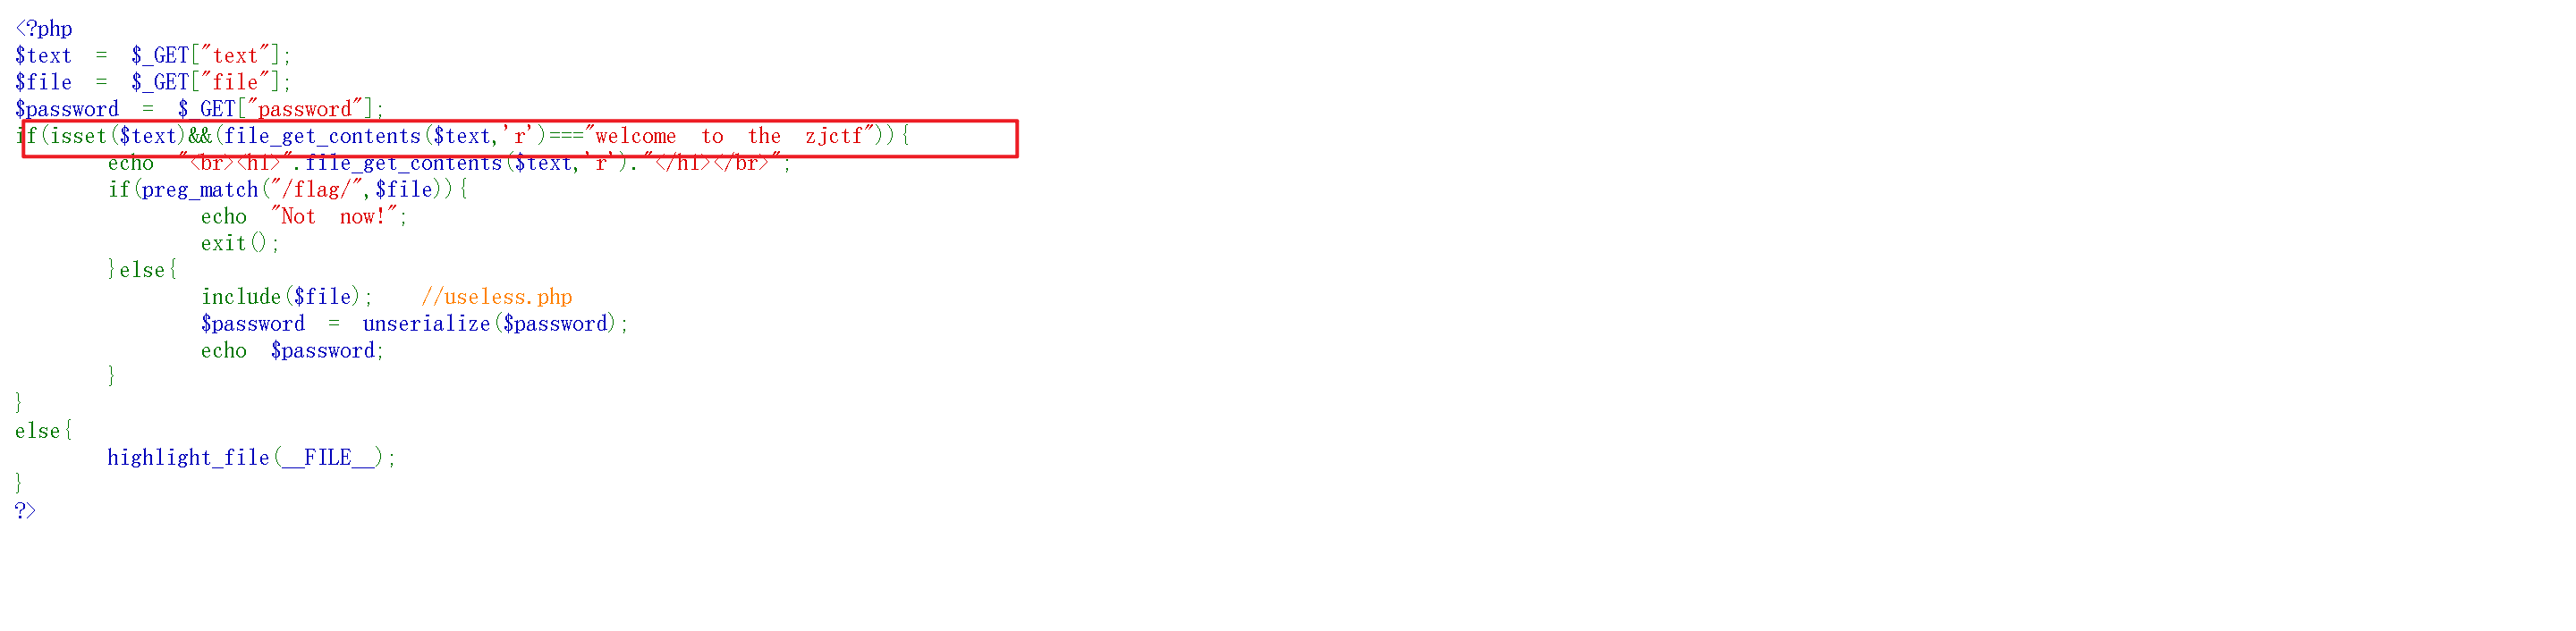 <?php
$text = $_GET["text"];
$file = $_GET["file"];
$password = $_GET["password"];
if(isset($text)&&(file_get_contents($text,'r')==="welcome to the zjctf")){
echo "<br><h1>".file_get_contents($text,'r')."</h1></br>";
if(preg_match("/flag/",$file)){
echo "Not now!";
exit();
}else{
include($file); //useless.php
$password = unserialize($password);
echo $password;
}
}
else{
highlight_file(__FILE__);
}
?>